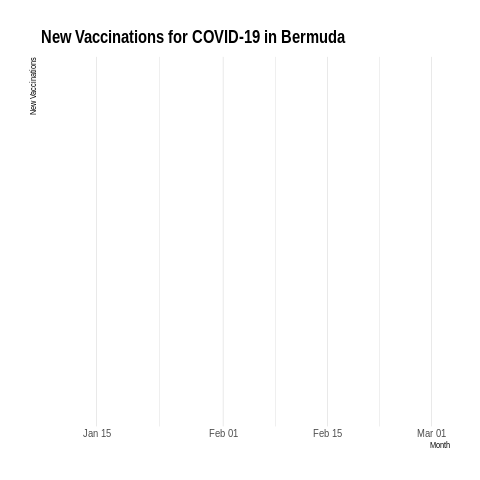 New Vaccinations for COVID-19 in Bermuda
New Vaccinations
Jan 15 Feb 01 Feb 15 Mar 01
Month